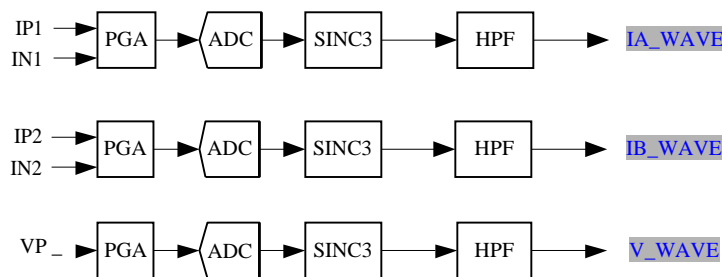 IP1
IN1
PGA
ADC
SINC3
HPF
IA_WAVE
IP2
IN2
PGA
ADC
SINC3
HPF
IB_WAVE
VP _
PGA
ADC
SINC3
HPF
V_WAVE